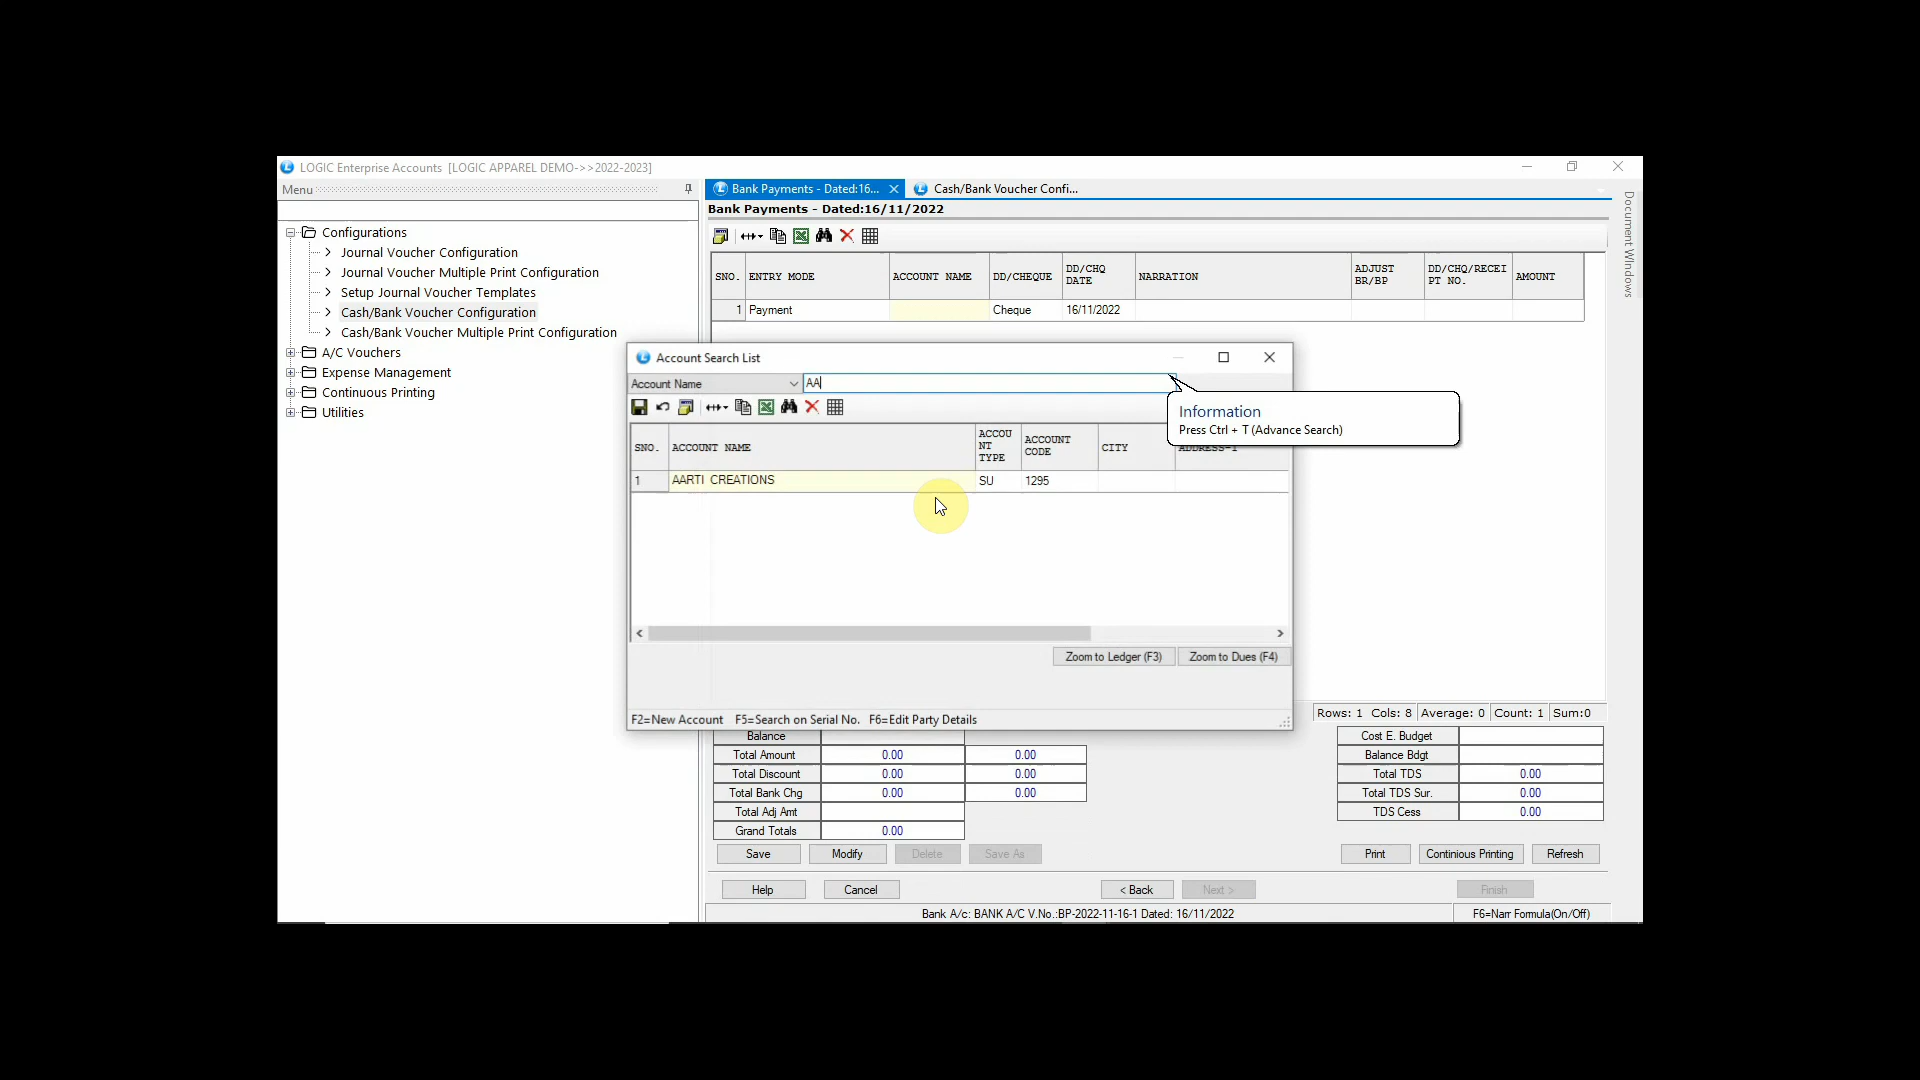 LOGIC Enterprise Accounts [LOGIC APPAREL DEMO->>2022-2023]
Menu
Configurations
Journal Voucher Configuration
Journal Voucher Multiple Print Configuration
Setup Journal Voucher Templates
Cash/Bank Voucher Configuration
Cash/Bank Voucher Multiple Print Configuration
A/C Vouchers
Expense Management
Continuous Printing
Utilities
Bank Payments - Dated:16... Cash/Bank Voucher Confi...
Document Windows
Bank Payments - Dated:16/11/2022
SNO. ENTRY MODE ACCOUNT NAME DD/CHEQUE DD/CHQ DATE NARRATION ADJUST BR/BP DD/CHQ/RECEI PT NO. AMOUNT
1 Payment Cheque 16/11/2022
Account Search List
Account Name AA
Information
Press Ctrl + T (Advance Search)
SNO. ACCOUNT NAME ACCOU NT TYPE ACCOUNT CODE CITY ADDRESS-1
1 AARTI CREATIONS SU 1295
Zoom to Ledger (F3) Zoom to Dues (F4)
F2=New Account F5=Search on Serial No. F6=Edit Party Details
Rows: 1 Cols: 8 Average: 0 Count: 1 Sum:0
Balance Cost E. Budget
Total Amount 0.00 0.00 Balance Bdgt
Total Discount 0.00 0.00 Total TDS 0.00
Total Bank Chg 0.00 0.00 Total TDS Sur. 0.00
Total Adj Amt TDS Cess 0.00
Grand Totals 0.00
Save Modify Delete Save As Print Continious Printing Refresh
Help Cancel < Back Next > Finish
Bank A/c: BANK A/C V.No.:BP-2022-11-16-1 Dated: 16/11/2022 F6=Narr Formula(On/Off)